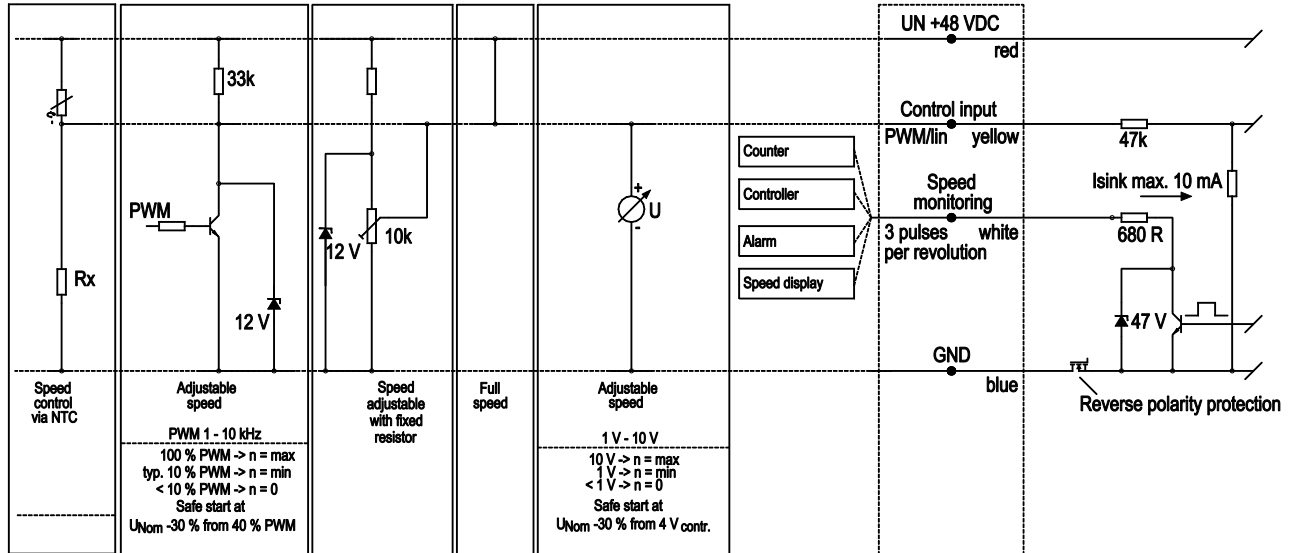 UN +48 VDC
red
33k
Control input
PWM/lin yellow
47k
Counter
Controller
Alarm
Speed display
Speed
monitoring
3 pulses white
per revolution
Isink max. 10 mA
680 R
PWM
+
U
-
10k
12 V
Rx
12 V
47 V
GND
blue
Reverse polarity protection
Speed
control
via NTC
Adjustable
speed
PWM 1 - 10 kHz
100 % PWM -> n = max
typ. 10 % PWM -> n = min
< 10 % PWM -> n = 0
Safe start at
UNom -30 % from 40 % PWM
Speed
adjustable
with fixed
resistor
Full
speed
Adjustable
speed
1 V - 10 V
10 V -> n = max
1 V -> n = min
< 1 V -> n = 0
Safe start at
UNom -30 % from 4 Vcontr.